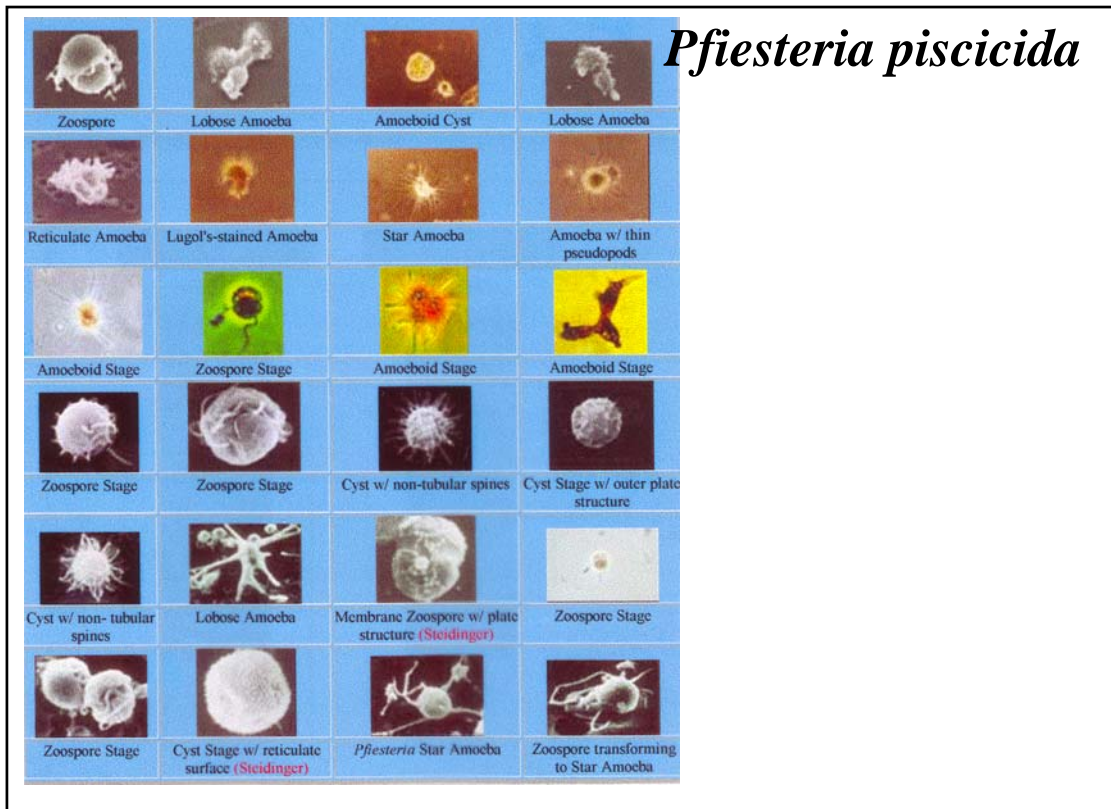 Pfiesteria piscicida
Zoospore
Lobose Amoeba
Amoeboid Cyst
Lobose Amoeba
Reticulate Amoeba
Lugol's-stained Amoeba
Star Amoeba
Amoeba w/ thin
pseudopods
Amoeboid Stage
Zoospore Stage
Amoeboid Stage
Amoeboid Stage
Zoospore Stage
Zoospore Stage
Cyst w/ non-tubular spines
Cyst Stage w/ outer plate
structure
Cyst w/ non- tubular
spines
Lobose Amoeba
Membrane Zoospore w/ plate
structure (Steidinger)
Zoospore Stage
Zoospore Stage
Cyst Stage w/ reticulate
surface (Steidinger)
Pfiesteria Star Amoeba
Zoospore transforming
to Star Amoeba